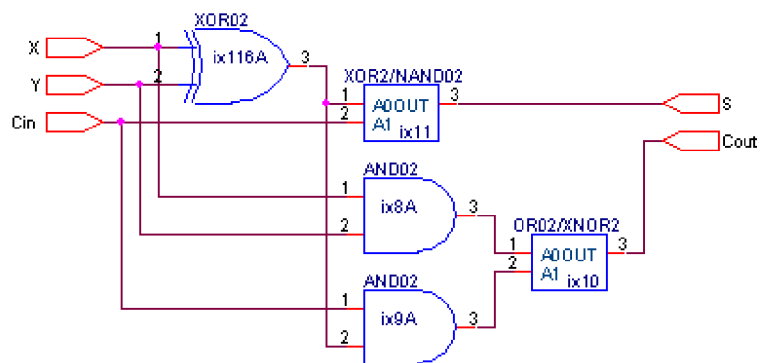 XOR02
X
1
ix116A
3
Y
2
XOR2/NAND02
Cin
1
A0OUT
3
S
2
A1
ix11
Cout
AND02
1
ix8A
3
2
OR02/XNOR2
1
A0OUT
3
2
A1
ix10
AND02
1
ix9A
3
2